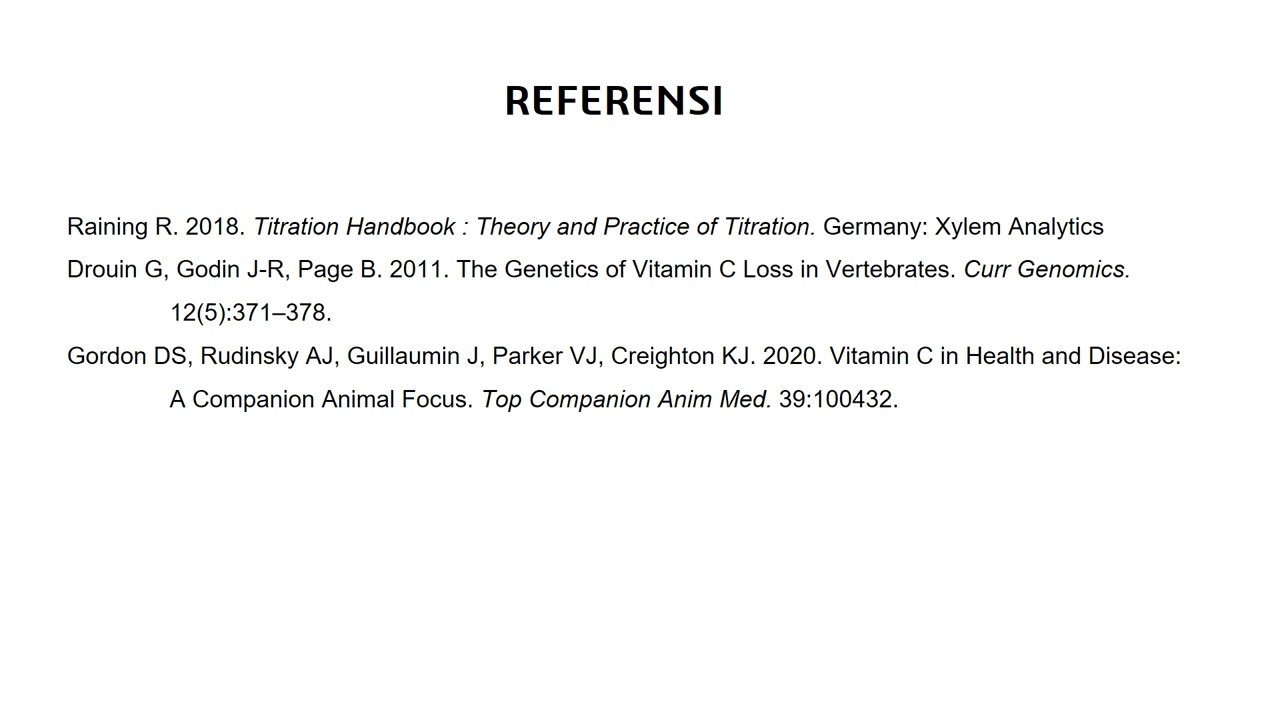 REFERENSI
Raining R. 2018. Titration Handbook : Theory and Practice of Titration. Germany: Xylem Analytics
Drouin G, Godin J-R, Page B. 2011. The Genetics of Vitamin C Loss in Vertebrates. Curr Genomics.
12(5):371–378.
Gordon DS, Rudinsky AJ, Guillaumin J, Parker VJ, Creighton KJ. 2020. Vitamin C in Health and Disease:
A Companion Animal Focus. Top Companion Anim Med. 39:100432.